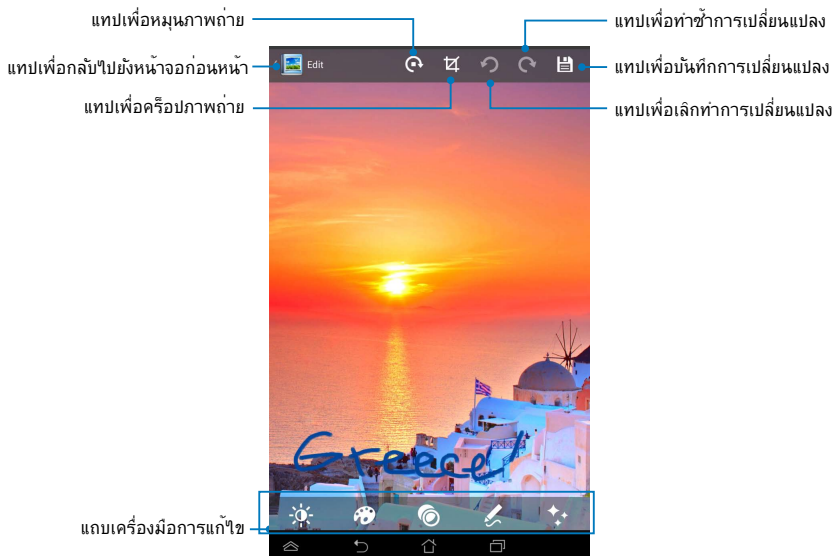 แทปเพื่อหมุนภาพถ่าย
แทปเพื่อทำซ้ำการเปลี่ยนแปลง
แทปเพื่อกลับไปยังหน้าจอก่อนหน้า
Edit
แทปเพื่อบันทึกการเปลี่ยนแปลง
แทปเพื่อคร็อปภาพถ่าย
แทปเพื่อเลิกทำการเปลี่ยนแปลง
Greece!
แถบเครื่องมือการแก้ไข